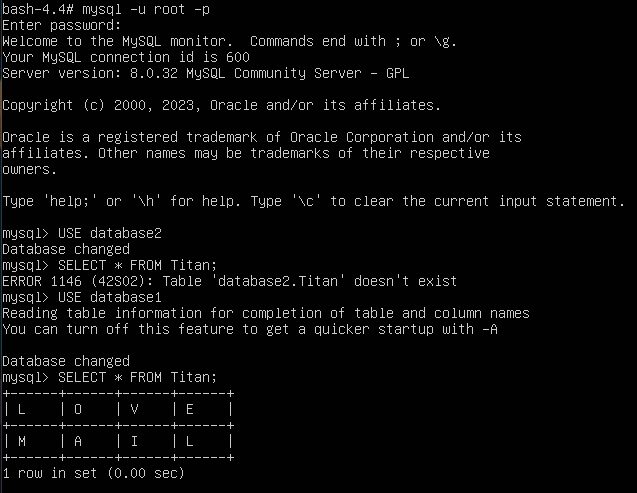 bash-4.4# mysql -u root -p
Enter password:
Welcome to the MySQL monitor.  Commands end with ; or \g.
Your MySQL connection id is 600
Server version: 8.0.32 MySQL Community Server - GPL
Copyright (c) 2000, 2023, Oracle and/or its affiliates.
Oracle is a registered trademark of Oracle Corporation and/or its
affiliates. Other names may be trademarks of their respective
owners.
Type 'help;' or '\h' for help. Type '\c' to clear the current input statement.
mysql> USE database2
Database changed
mysql> SELECT * FROM Titan;
ERROR 1146 (42S02): Table 'database2.Titan' doesn't exist
mysql> USE database1
Reading table information for completion of table and column names
You can turn off this feature to get a quicker startup with -A
Database changed
mysql> SELECT * FROM Titan;
+------+------+------+------+
| L    | O    | V    | E    |
+------+------+------+------+
| M    | A    | I    | L    |
+------+------+------+------+
1 row in set (0.00 sec)